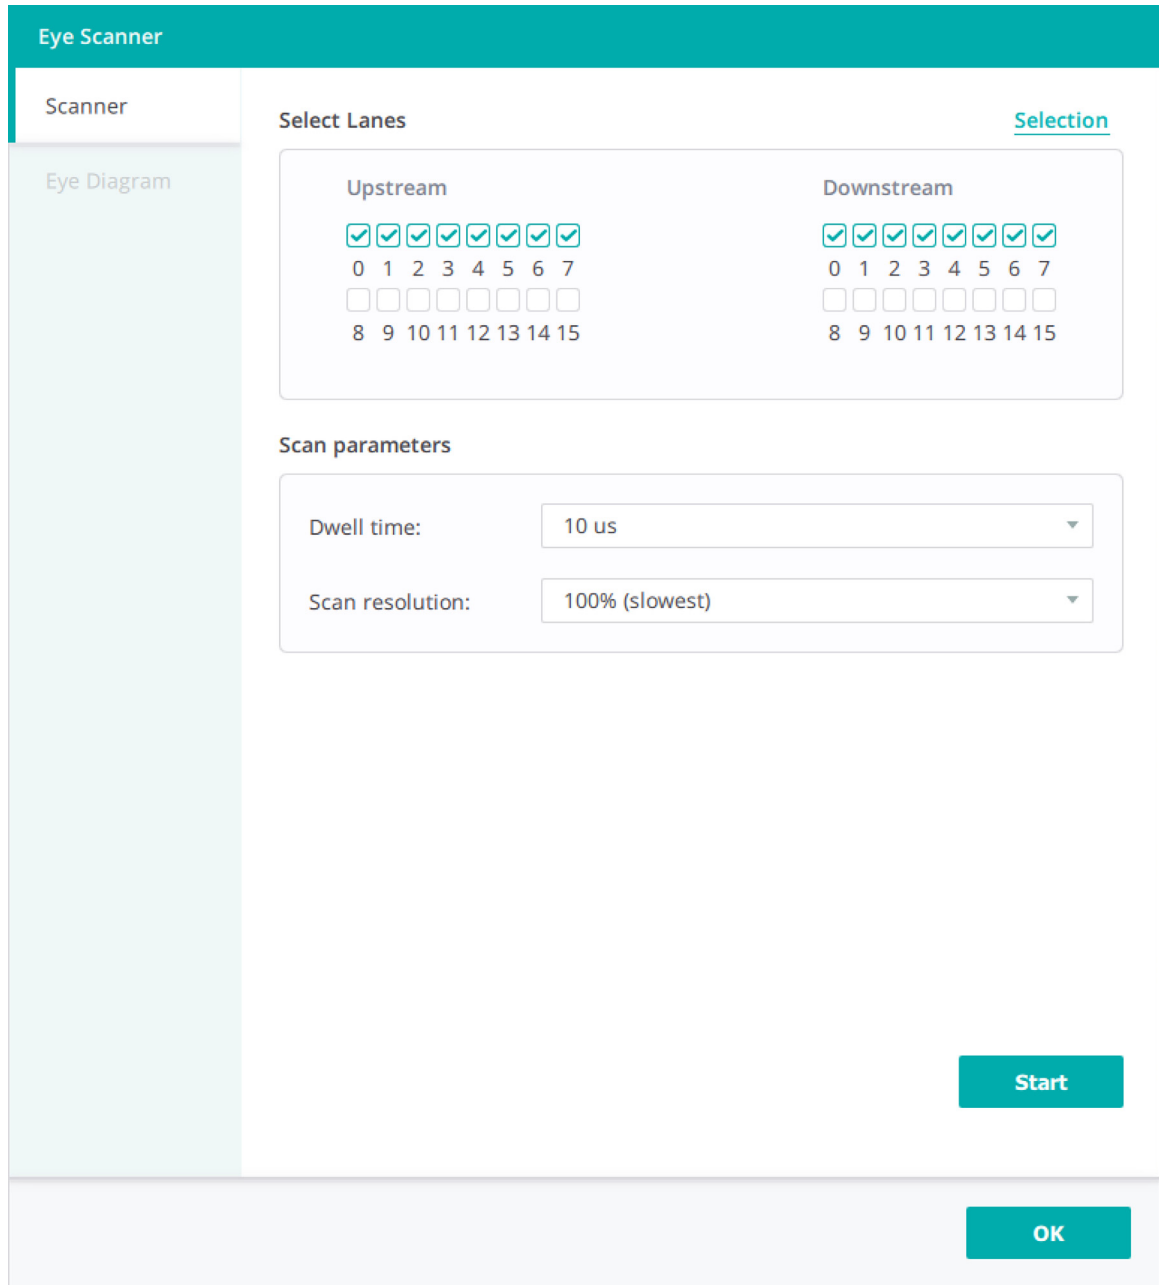 Eye Scanner
Scanner
Eye Diagram
Select Lanes
Selection
Upstream
Downstream
0 1 2 3 4 5 6 7
0 1 2 3 4 5 6 7
8 9 10 11 12 13 14 15
8 9 10 11 12 13 14 15
Scan parameters
Dwell time:
10 us
Scan resolution:
100% (slowest)
Start
OK